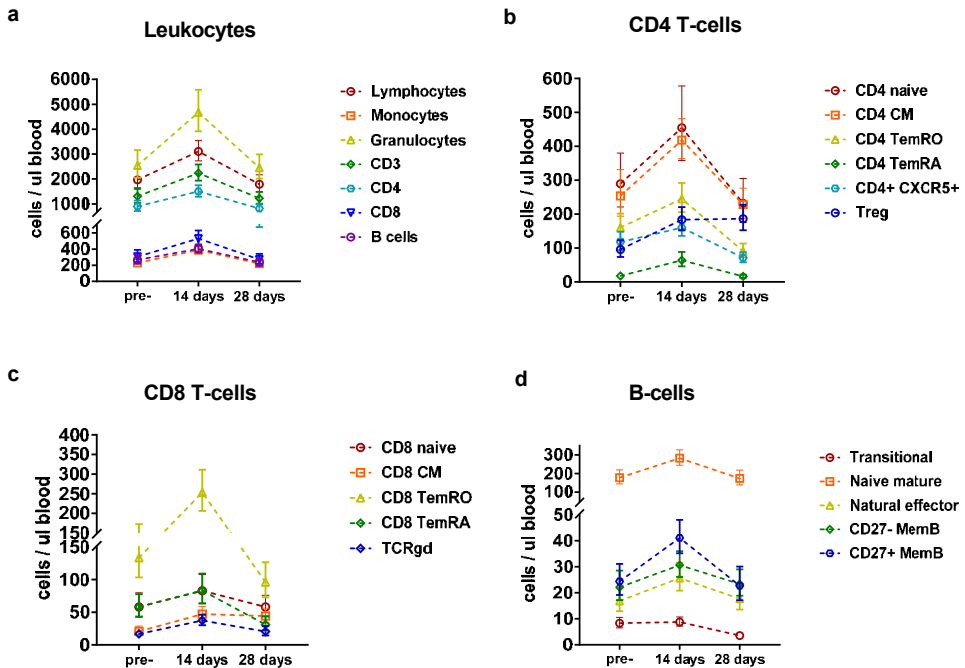 a
Leukocytes
cells / ul blood
6000
5000
4000
3000
2000
1000
600
400
200
0
pre-
14 days
28 days
Lymphocytes
Monocytes
Granulocytes
CD3
CD4
CD8
B cells
b
CD4 T-cells
cells / ul blood
600
500
400
300
200
100
0
pre-
14 days
28 days
CD4 naive
CD4 CM
CD4 TemRO
CD4 TemRA
CD4+ CXCR5+
Treg
c
CD8 T-cells
cells / ul blood
400
350
300
250
200
150
150
100
50
0
pre-
14 days
28 days
CD8 naive
CD8 CM
CD8 TemRO
CD8 TemRA
TCRgd
d
B-cells
cells / ul blood
300
200
100
50
40
30
20
10
0
pre-
14 days
28 days
Transitional
Naive mature
Natural effector
CD27- MemB
CD27+ MemB